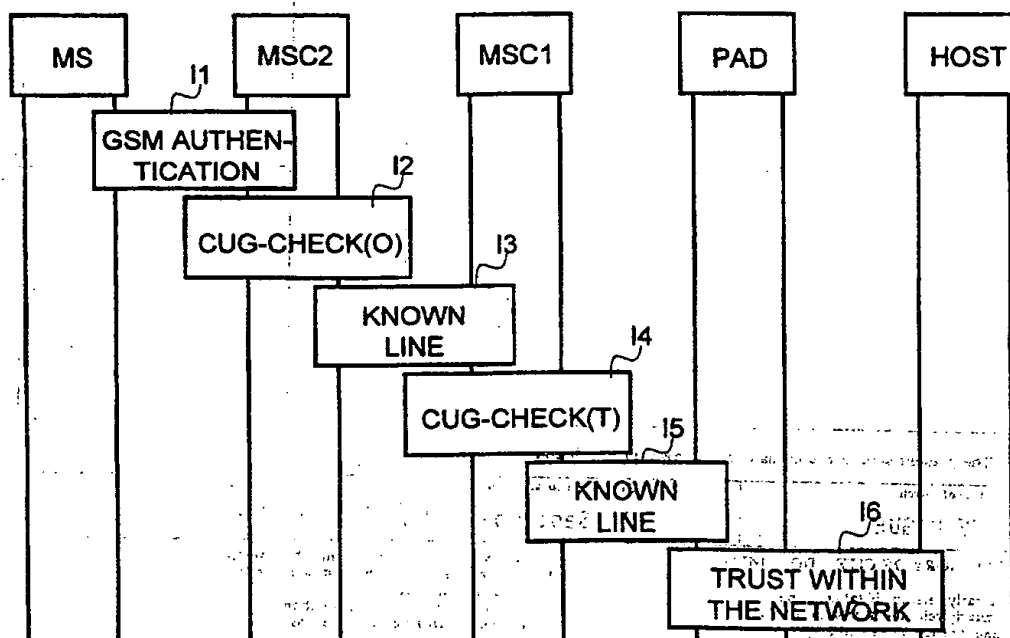 MS
MSC2
MSC1
PAD
HOST
I1
GSM AUTHEN-
TICATION
I2
CUG-CHECK(O)
I3
KNOWN
LINE
I4
CUG-CHECK(T)
I5
KNOWN
LINE
I6
TRUST WITHIN
THE NETWORK